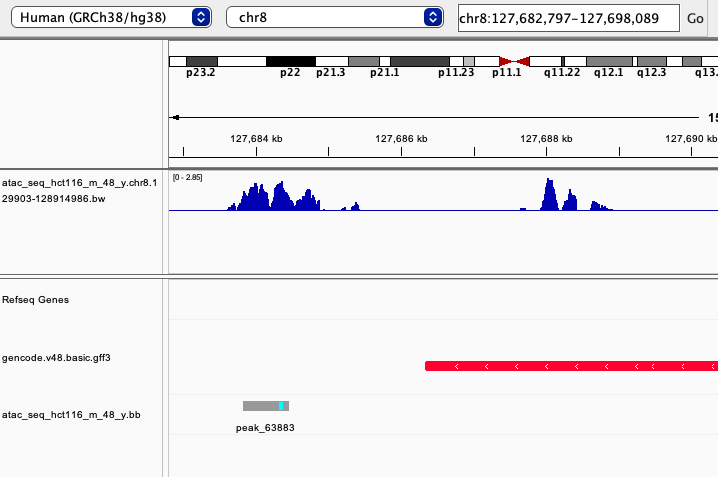 Human (GRCh38/hg38) chr8 chr8:127,682,797-127,698,089 Go
p23.2 p22 p21.3 p21.1 p11.23 p11.1 q11.22 q12.1 q12.3 q13.
15
127,684 kb 127,686 kb 127,688 kb 127,690 kb
[0 - 2.85]
atac_seq_hct116_m_48_y.chr8.1
29903-128914986.bw
Refseq Genes
gencode.v48.basic.gff3
atac_seq_hct116_m_48_y.bb
peak_63883